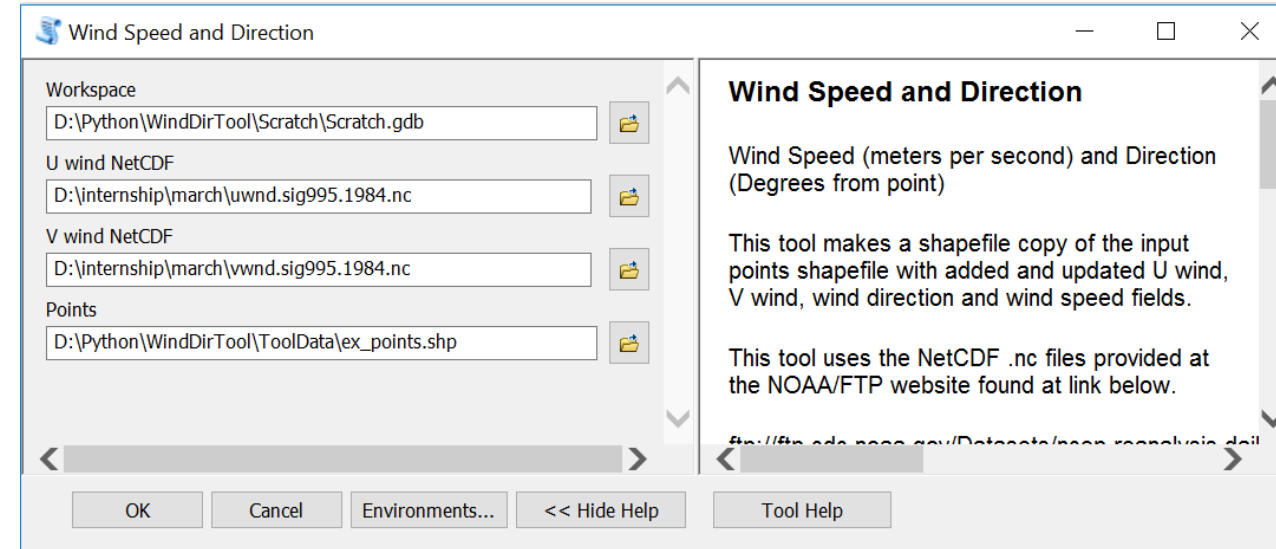 Wind Speed and Direction
Workspace
D:\Python\WindDirTool\Scratch\Scratch.gdb
U wind NetCDF
D:\internship\march\uwnd.sig995.1984.nc
V wind NetCDF
D:\internship\march\vwnd.sig995.1984.nc
Points
D:\Python\WindDirTool\ToolData\ex_points.shp
Wind Speed and Direction
Wind Speed (meters per second) and Direction
(Degrees from point)
This tool makes a shapefile copy of the input
points shapefile with added and updated U wind,
V wind, wind direction and wind speed fields.
This tool uses the NetCDF .nc files provided at
the NOAA/FTP website found at link below.
OK
Cancel
Environments...
<< Hide Help
Tool Help